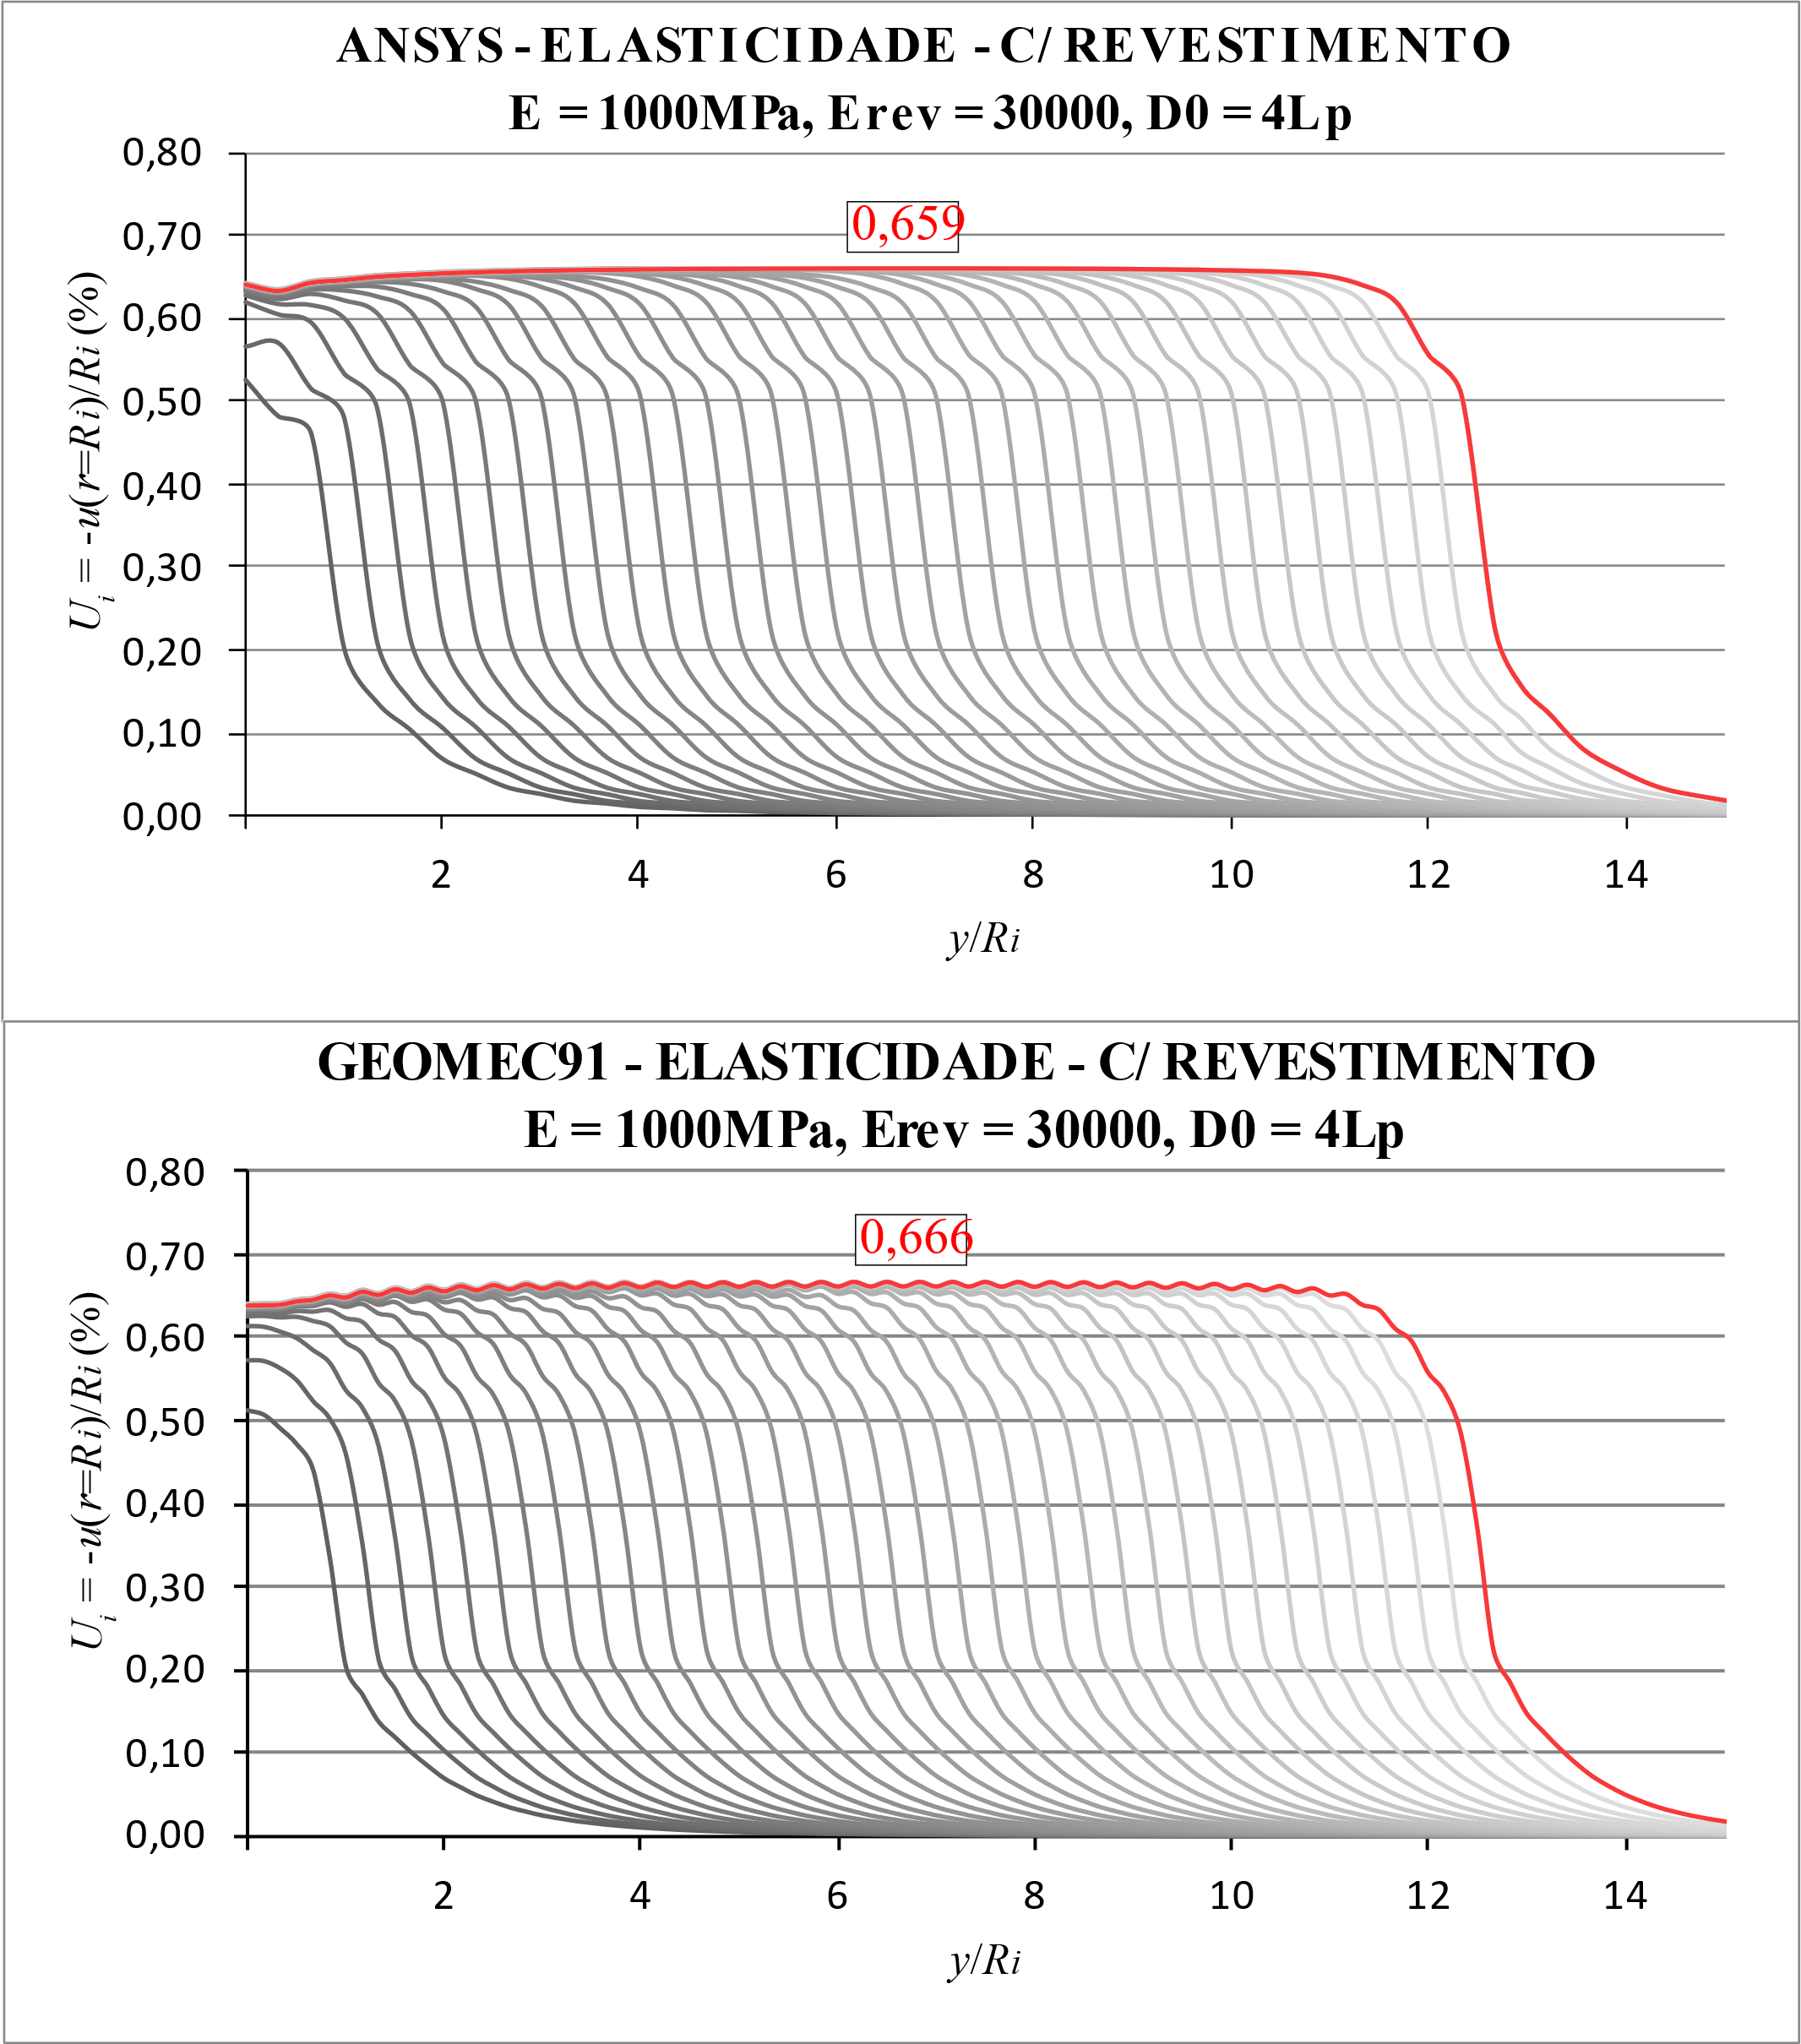 ANSYS - ELASTICIDADE - C/ REVESTIMENTO
E = 1000MPa, Erev = 30000, D0 = 4Lp
0,80
0,70
0,60
0,50
0,40
0,30
0,20
0,10
0,00
Ui = -u(r=Ri)/Ri (%)
0,659
2 4 6 8 10 12 14
y/Ri
GEOMEC91 - ELASTICIDADE - C/ REVESTIMENTO
E = 1000MPa, Erev = 30000, D0 = 4Lp
0,80
0,70
0,60
0,50
0,40
0,30
0,20
0,10
0,00
Ui = -u(r=Ri)/Ri (%)
0,666
2 4 6 8 10 12 14
y/Ri